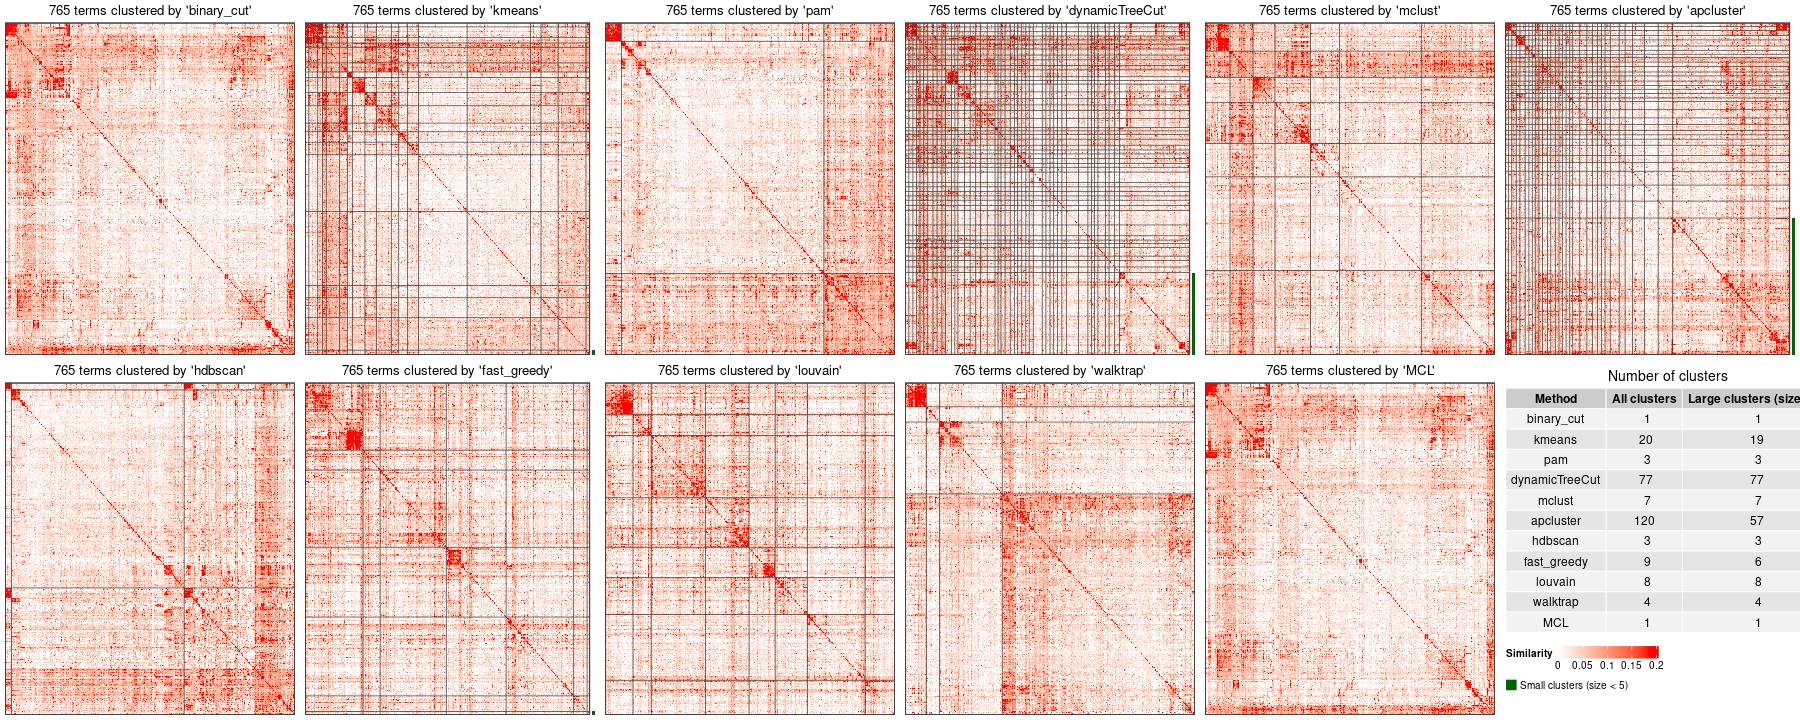 765 terms clustered by 'binary_cut'
765 terms clustered by 'kmeans'
765 terms clustered by 'pam'
765 terms clustered by 'dynamicTreeCut'
765 terms clustered by 'mclust'
765 terms clustered by 'apcluster'
765 terms clustered by 'hdbscan'
765 terms clustered by 'fast_greedy'
765 terms clustered by 'louvain'
765 terms clustered by 'walktrap'
765 terms clustered by 'MCL'
Number of clusters
Method All clusters Large clusters (size
binary_cut 1 1
kmeans 20 19
pam 3 3
dynamicTreeCut 77 77
mclust 7 7
apcluster 120 57
hdbscan 3 3
fast_greedy 9 6
louvain 8 8
walktrap 4 4
MCL 1 1
Similarity
0 0.05 0.1 0.15 0.2
Small clusters (size < 5)